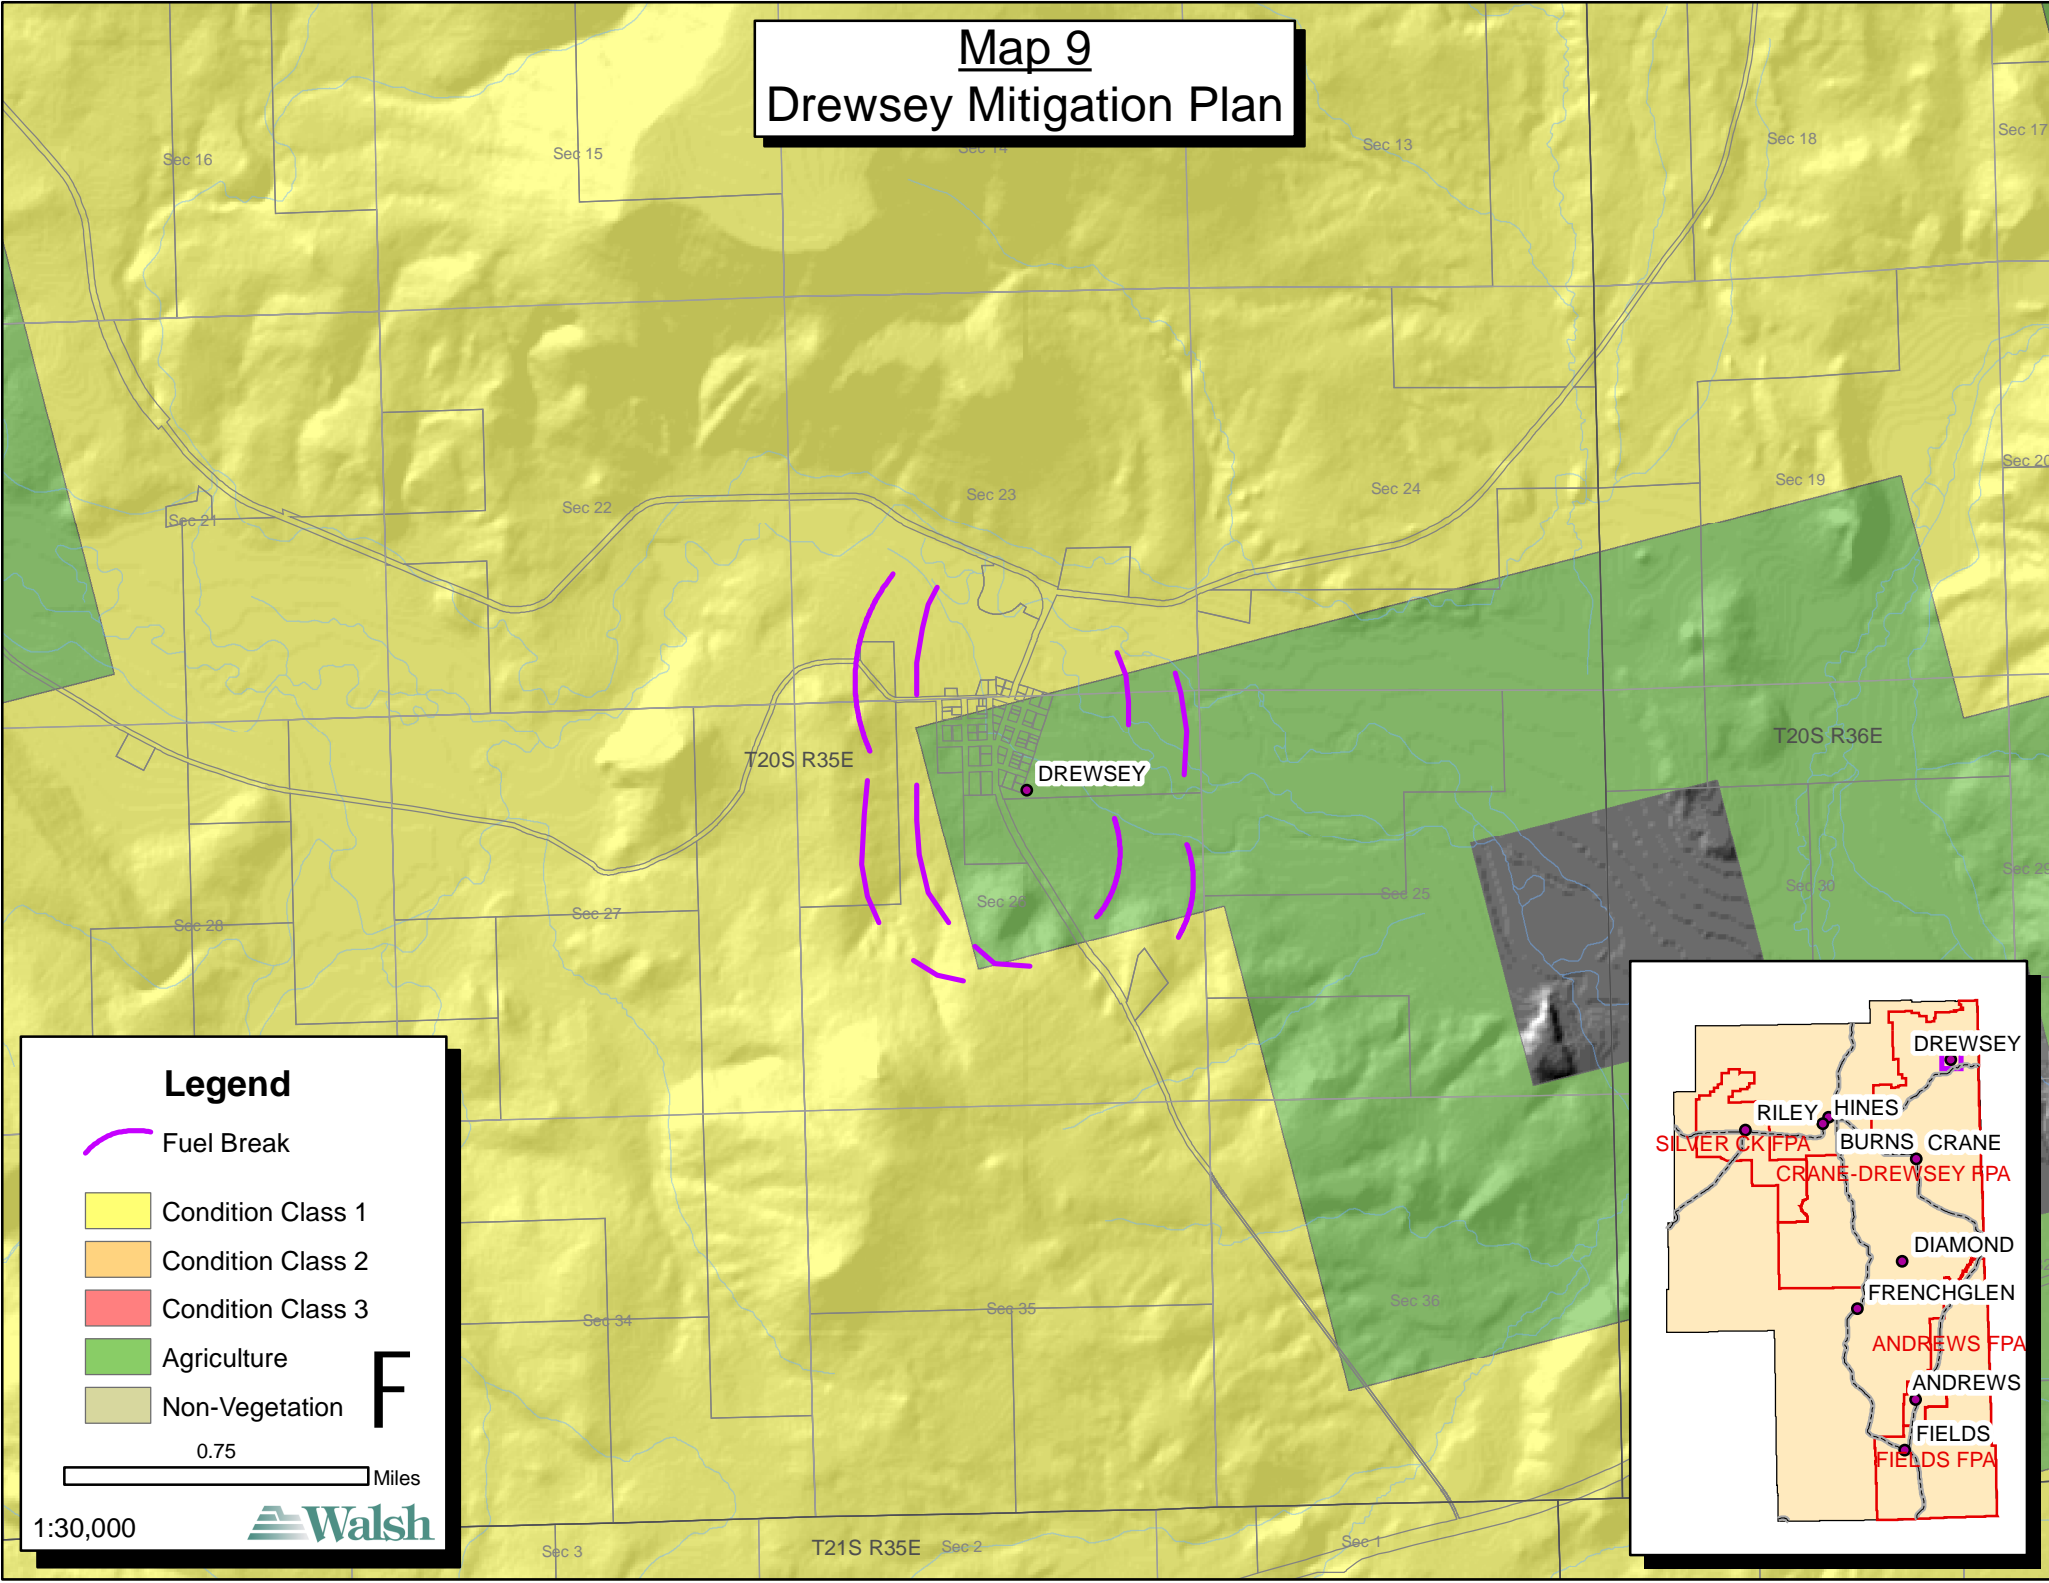 Map 9
Drewsey Mitigation Plan
Sec 16
Sec 15
Sec 14
Sec 13
Sec 18
Sec 17
Sec 21
Sec 22
Sec 23
Sec 24
Sec 19
Sec 20
T20S R35E
DREWSEY
T20S R36E
Sec 28
Sec 27
Sec 26
Sec 25
Sec 30
Sec 29
Sec 34
Sec 35
Sec 36
Sec 3
T21S R35E
Sec 2
Sec 1
Legend
Fuel Break
Condition Class 1
Condition Class 2
Condition Class 3
Agriculture
Non-Vegetation
F
0.75
Miles
1:30,000
Walsh
DREWSEY
RILEY
HINES
SILVER CK FPA
BURNS
CRANE
CRANE-DREWSEY FPA
DIAMOND
FRENCHGLEN
ANDREWS FPA
ANDREWS
FIELDS
FIELDS FPA